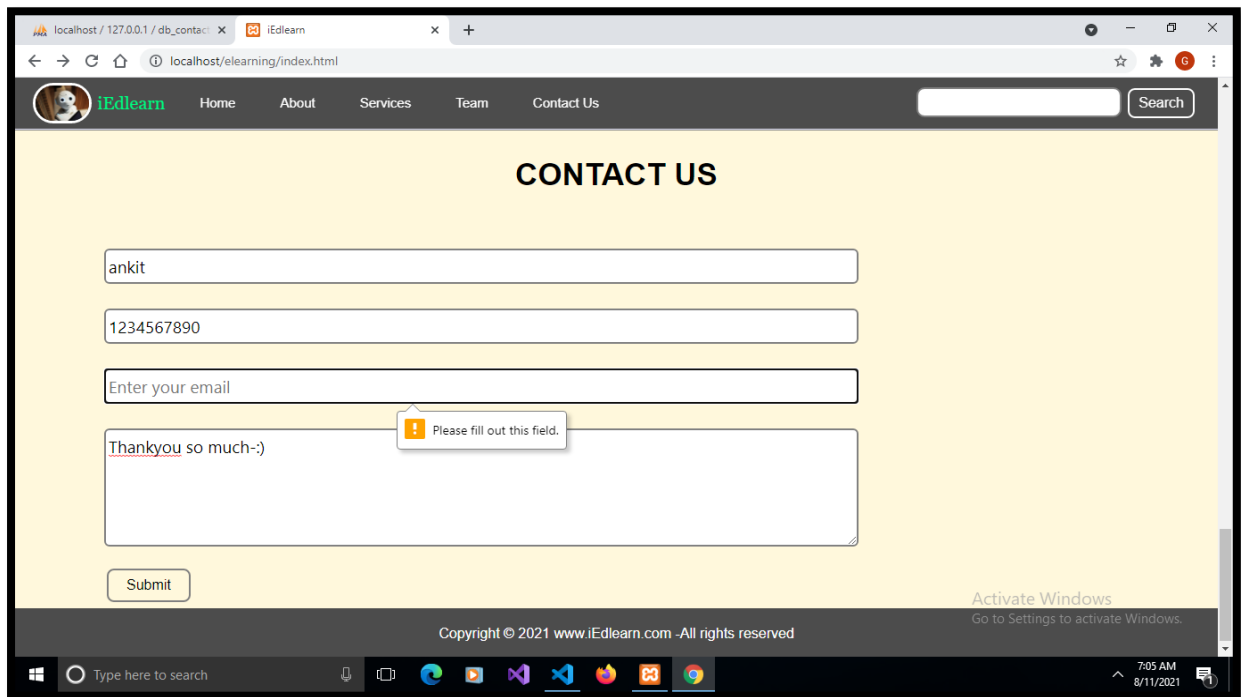 localhost / 127.0.0.1 / db_contac
iEdlearn
localhost/elearning/index.html
G
iEdlearn Home About Services Team Contact Us Search
CONTACT US
ankit
1234567890
Enter your email
Please fill out this field.
Thankyou so much-:)
Submit
Activate Windows
Go to Settings to activate Windows.
Copyright © 2021 www.iEdlearn.com -All rights reserved
Type here to search
7:05 AM
8/11/2021
1